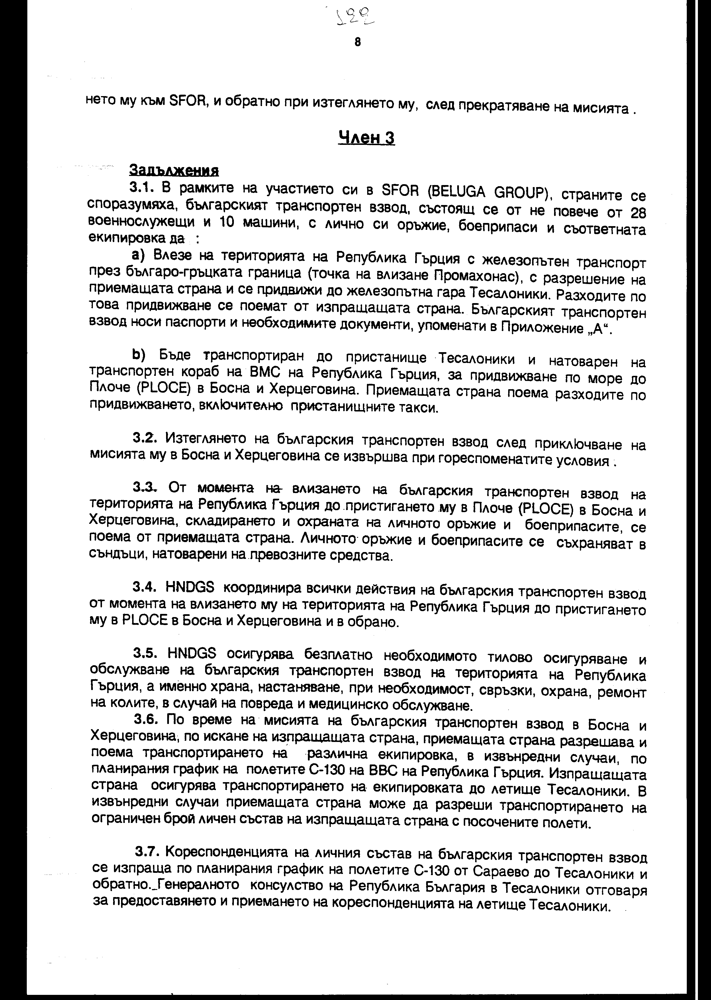 8
нето му към SFOR, и обратно при изтеглянето му, след прекратяване на мисията .
Член 3
Задължения
3.1. В рамките на участието си в SFOR (BELUGA GROUP), страните се
споразумяха, българският транспортен взвод, състоящ се от не повече от 28
военнослужещи и 10 машини, с лично си оръжие, боеприпаси и съответната
екипировка да :
а) Влезе на територията на Република Гърция с железопътен транспорт
през българо-гръцката граница (точка на влизане Промахонас), с разрешение на
приемащата страна и се придвижи до железопътна гара Тесалоники. Разходите по
това придвижване се поемат от изпращащата страна. Българският транспортен
взвод носи паспорти и необходимите документи, упоменати в Приложение „А“.
b) Бъде транспортиран до пристанище Тесалоники и натоварен на
транспортен кораб на ВМС на Република Гърция, за придвижване по море до
Плоче (PLOCE) в Босна и Херцеговина. Приемащата страна поема разходите по
придвижването, включително пристанищните такси.
3.2. Изтеглянето на българския транспортен взвод след приключване на
мисията му в Босна и Херцеговина се извършва при гореспоменатите условия .
3.3. От момента на влизането на българския транспортен взвод на
територията на Република Гърция до пристигането му в Плоче (PLOCE) в Босна и
Херцеговина, складирането и охраната на личното оръжие и боеприпасите, се
поема от приемащата страна. Личното оръжие и боеприпасите се съхраняват в
съндъци, натоварени на превозните средства.
3.4. HNDGS координира всички действия на българския транспортен взвод
от момента на влизането му на територията на Република Гърция до пристигането
му в PLOCE в Босна и Херцеговина и в обрано.
3.5. HNDGS осигурява безплатно необходимото тилово осигуряване и
обслужване на българския транспортен взвод на територията на Република
Гърция, а именно храна, настаняване, при необходимост, свръзки, охрана, ремонт
на колите, в случай на повреда и медицинско обслужване.
3.6. По време на мисията на българския транспортен взвод в Босна и
Херцеговина, по искане на изпращащата страна, приемащата страна разрешава и
поема транспортирането на различна екипировка, в извънредни случаи, по
планирания график на полетите С-130 на ВВС на Република Гърция. Изпращащата
страна осигурява транспортирането на екипировката до летище Тесалоники. В
извънредни случаи приемащата страна може да разреши транспортирането на
ограничен брой личен състав на изпращащата страна с посочените полети.
3.7. Кореспонденцията на личния състав на българския транспортен взвод
се изпраща по планирания график на полетите С-130 от Сараево до Тесалоники и
обратно. Генералното консулство на Република България в Тесалоники отговаря
за предоставянето и приемането на кореспонденцията на летище Тесалоники.